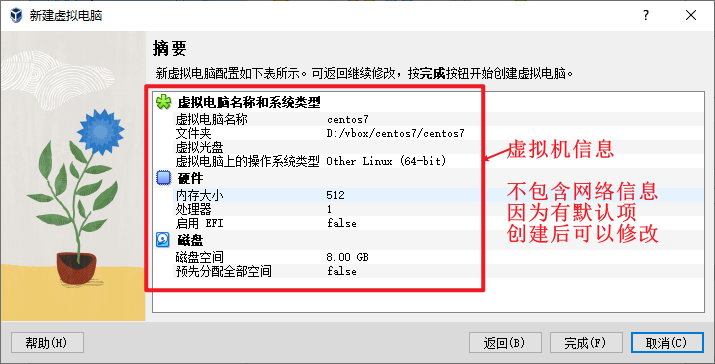 新建虚拟电脑
摘要
新虚拟电脑配置如下表所示。可返回继续修改，按完成按钮开始创建虚拟电脑。
虚拟电脑名称和系统类型
虚拟电脑名称 centos7
文件夹 D:/vbox/centos7/centos7
虚拟光盘
虚拟电脑上的操作系统类型 Other Linux (64-bit)
硬件
内存大小 512
处理器 1
启用 EFI false
磁盘
磁盘空间 8.00 GB
预先分配全部空间 false
虚拟机信息
不包含网络信息
因为有默认项
创建后可以修改
帮助(H) 返回(B) 完成(F) 取消(C)